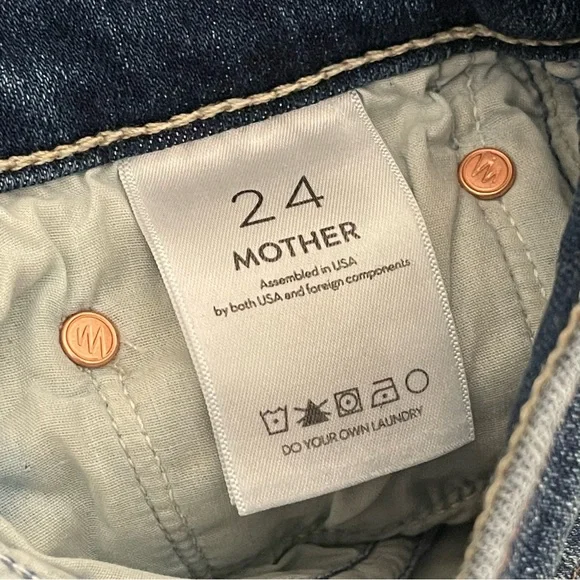 24
MOTHER
Assembled in USA
by both USA and foreign components
DO YOUR OWN LAUNDRY